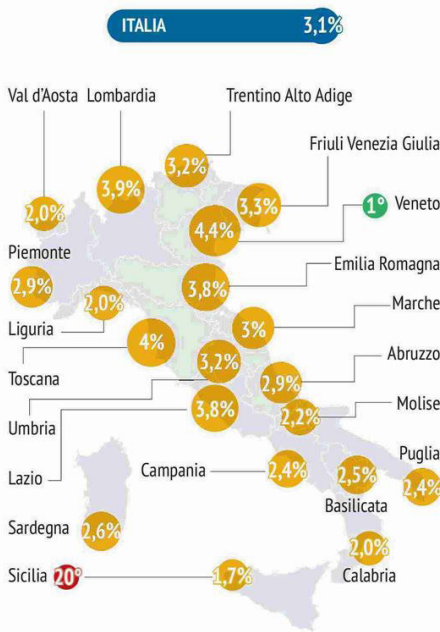 ITALIA 3,1%
Val d'Aosta Lombardia Trentino Alto Adige
Friuli Venezia Giulia
3,2%
3,9%
3,3%
1° Veneto
2,0%
4,4%
Piemonte
Emilia Romagna
2,9%
3,8%
2,0%
Marche
Liguria
3%
4%
Abruzzo
3,2%
Toscana
2,9%
Molise
3,8%
2,2%
Umbria
Puglia
Campania
2,4%
2,5%
Lazio
2,4%
Basilicata
Sardegna
2,6%
2,0%
Sicilia 20°
1,7%
Calabria